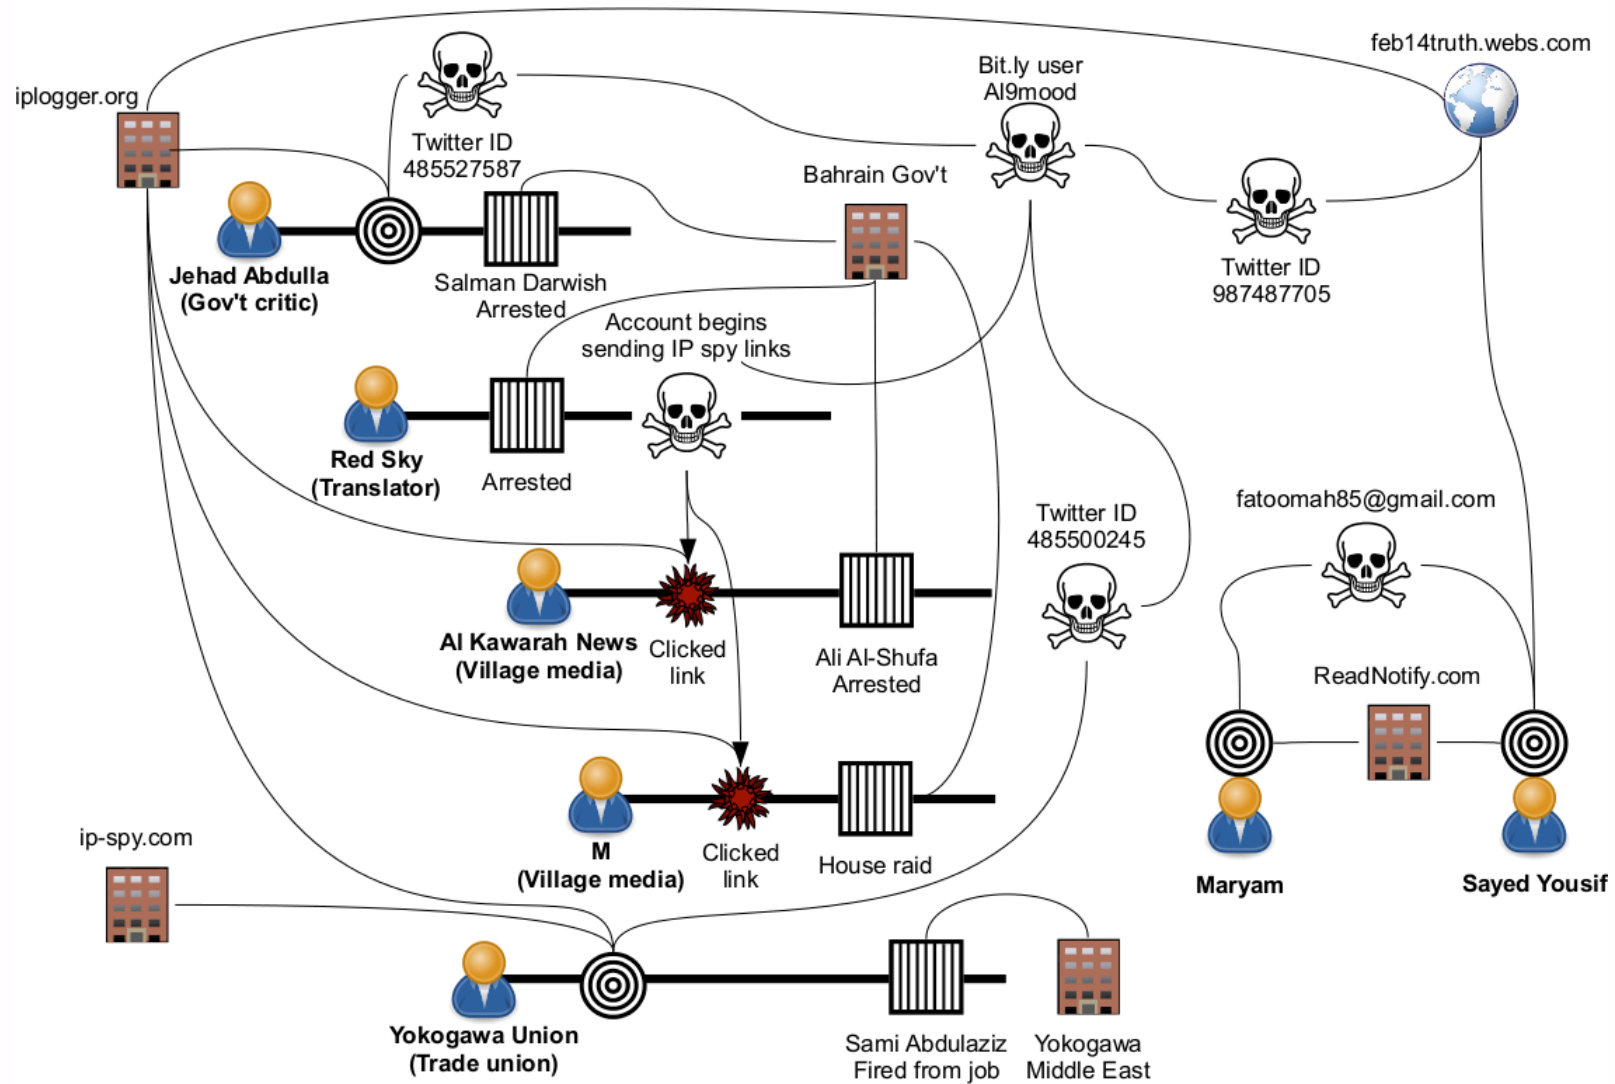 feb14truth.webs.com
Bit.ly user
Al9mood
iplogger.org
Twitter ID
485527587
Bahrain Gov't
Twitter ID
987487705
Jehad Abdulla
(Gov't critic)
Salman Darwish
Arrested
Account begins
sending IP spy links
Red Sky
(Translator)
Arrested
Twitter ID
485500245
fatoomah85@gmail.com
Al Kawarah News
(Village media)
Clicked
link
Ali Al-Shufa
Arrested
ReadNotify.com
ip-spy.com
M
(Village media)
Clicked
link
House raid
Maryam
Sayed Yousif
Yokogawa Union
(Trade union)
Sami Abdulaziz
Fired from job
Yokogawa
Middle East